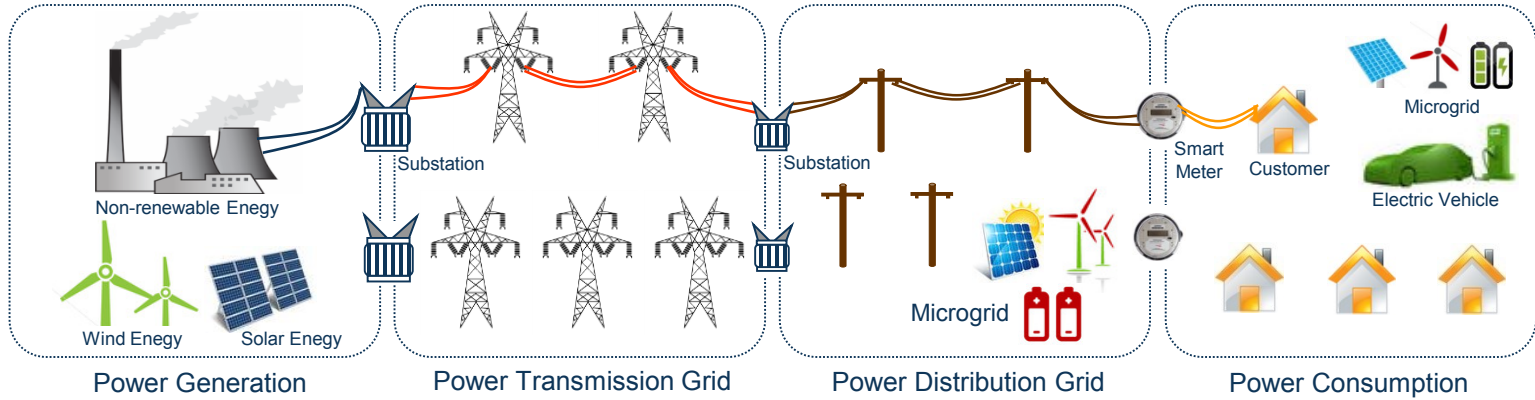 Non-renewable Enegy
Wind Enegy
Solar Enegy
Power Generation
Substation
Power Transmission Grid
Substation
Microgrid
Power Distribution Grid
Smart
Meter
Customer
Microgrid
Electric Vehicle
Power Consumption